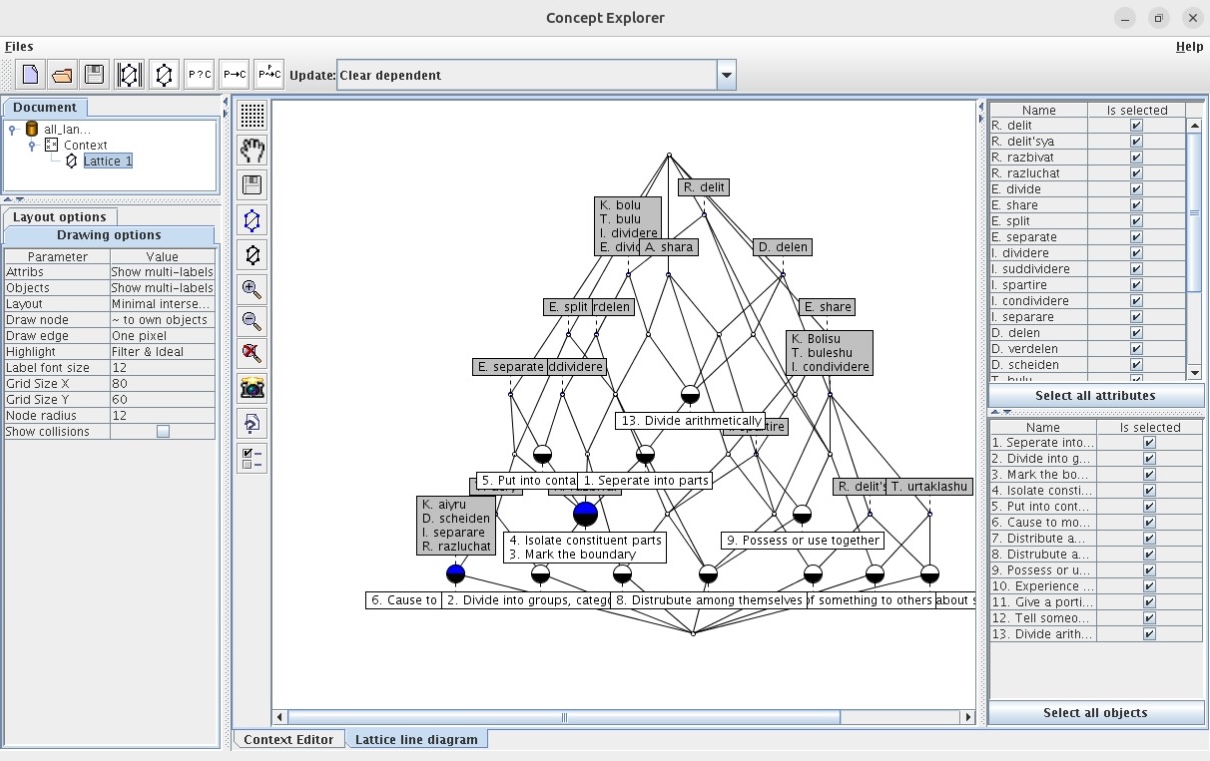 Concept Explorer
Files
Help
P?C
P→C
Update:
Clear dependent
Document
all_lan...
Context
Lattice 1
Layout options
Drawing options
Parameter Value
Attribs Show multi-labels
Objects Show multi-labels
Layout Minimal interse...
Draw node ~ to own objects
Draw edge One pixel
Highlight Filter & Ideal
Label font size 12
Grid Size X 80
Grid Size Y 60
Node radius 12
Show collisions
R. delit
K. bolu
T. bulu
I. dividere
E. divid
A. shara
D. delen
E. split
rdelen
E. share
K. Bolisu
T. buleshu
I. condividere
E. separate
ddividere
13. Divide arithmetically
5. Put into conta
1. Seperate into parts
R. delit's
T. urtaklashu
K. aiyru
D. scheiden
I. separare
R. razluchat
4. Isolate constituent parts
3. Mark the boundary
9. Possess or use together
6. Cause to
2. Divide into groups, catego
8. Distrubute among themselves
of something to others
about s
Name Is selected
R. delit
R. delit'sya
R. razbivat
R. razluchat
E. divide
E. share
E. split
E. separate
I. dividere
I. suddividere
I. spartire
I. condividere
I. separare
D. delen
D. verdelen
D. scheiden
T. bulu
Select all attributes
Name Is selected
1. Seperate into...
2. Divide into g...
3. Mark the bo...
4. Isolate consti...
5. Put into cont...
6. Cause to mo...
7. Distribute a...
8. Distrubute a...
9. Possess or u...
10. Experience ...
11. Give a porti...
12. Tell someo...
13. Divide arith...
Select all objects
Context Editor
Lattice line diagram